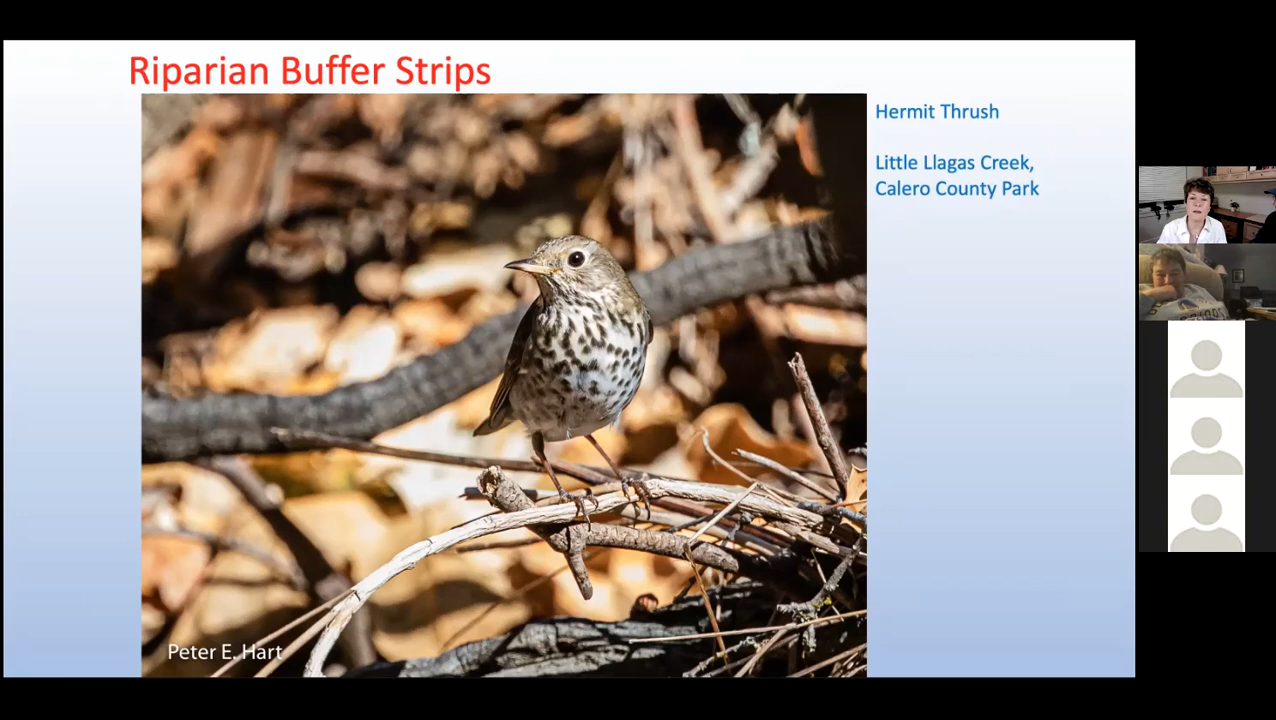 Riparian Buffer Strips
Hermit Thrush
Little Llagas Creek,
Calero County Park
Peter E. Hart